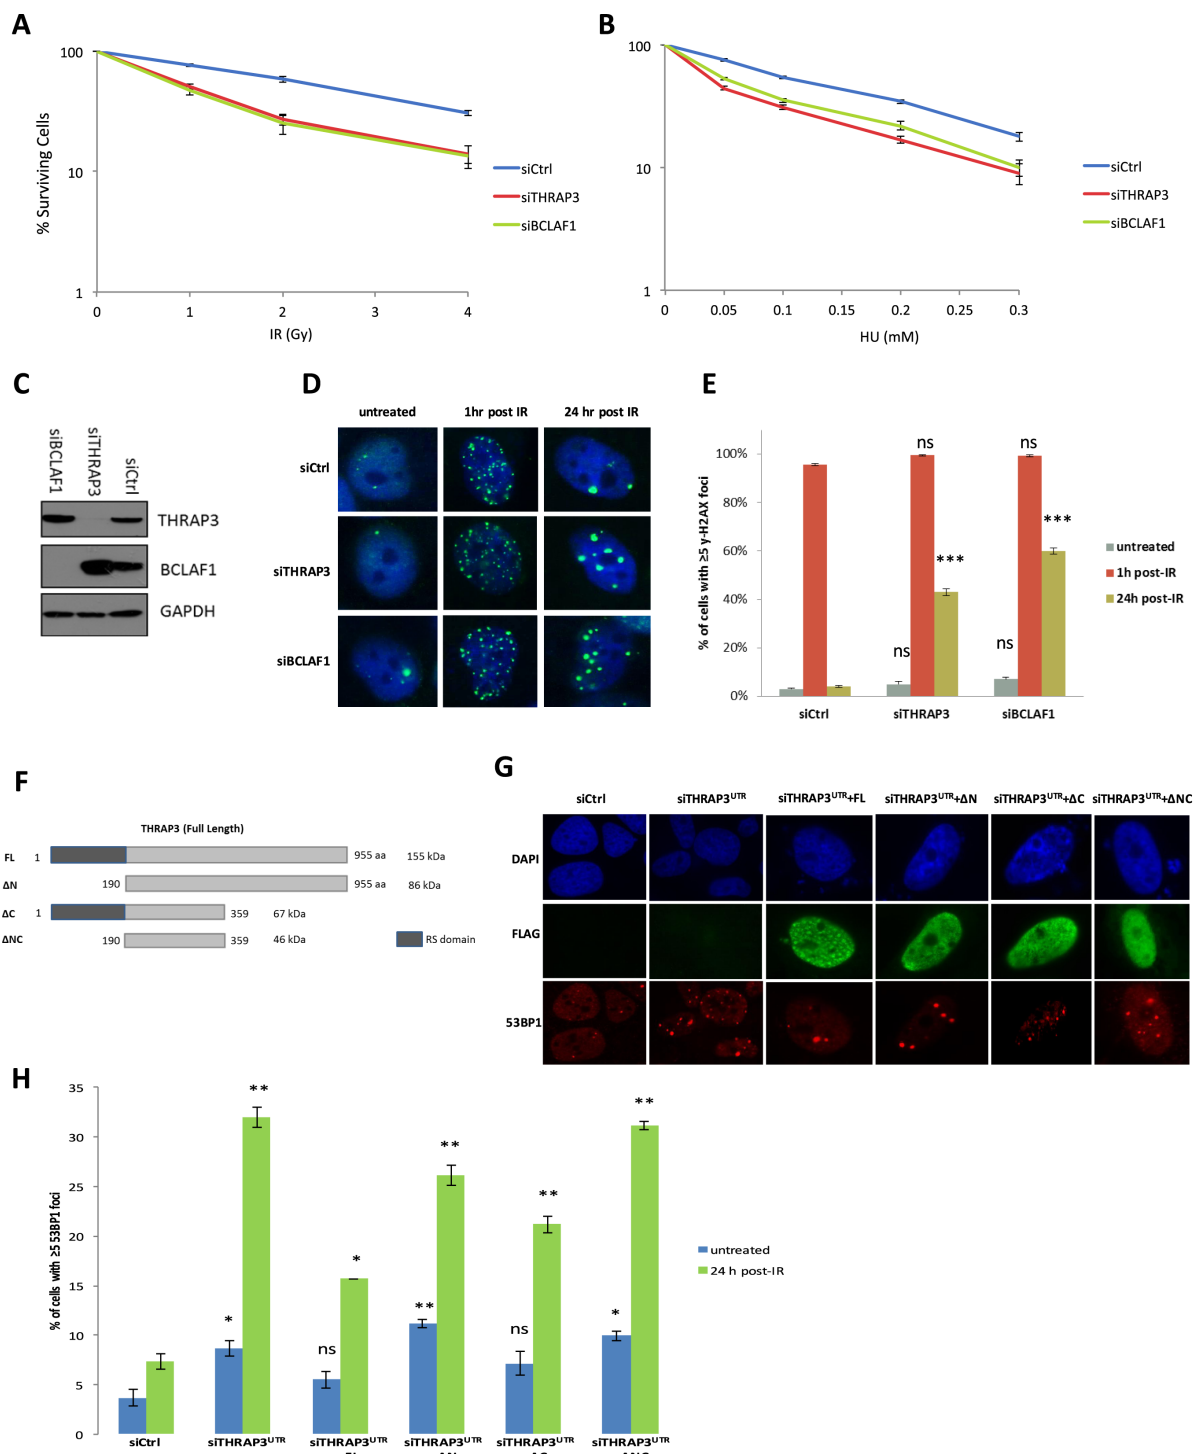 A
100
10
1
0
1
2
3
4
% Surviving Cells
IR (Gy)
siCtrl
siTHRAP3
siBCLAF1
B
100
10
1
0
0.05
0.1
0.15
0.2
0.25
0.3
HU (mM)
siCtrl
siTHRAP3
siBCLAF1
C
siBCLAF1
siTHRAP3
siCtrl
THRAP3
BCLAF1
GAPDH
D
untreated
1hr post IR
24 hr post IR
siCtrl
siTHRAP3
siBCLAF1
E
100%
80%
60%
40%
20%
0%
% of cells with ≥5 γ-H2AX foci
ns
ns
***
ns
ns
***
siCtrl
siTHRAP3
siBCLAF1
untreated
1h post-IR
24h post-IR
F
THRAP3 (Full Length)
FL 1 955 aa 155 kDa
ΔN 190 955 aa 86 kDa
ΔC 1 359 67 kDa
ΔNC 190 359 46 kDa
RS domain
G
siCtrl
siTHRAP3UTR
siTHRAP3UTR+FL
siTHRAP3UTR+ΔN
siTHRAP3UTR+ΔC
siTHRAP3UTR+ΔNC
DAPI
FLAG
53BP1
H
35
30
25
20
15
10
5
0
% of cells with ≥5 53BP1 foci
*
**
ns
*
**
**
ns
**
*
**
siCtrl
siTHRAP3UTR
siTHRAP3UTR
siTHRAP3UTR
siTHRAP3UTR
siTHRAP3UTR
untreated
24 h post-IR